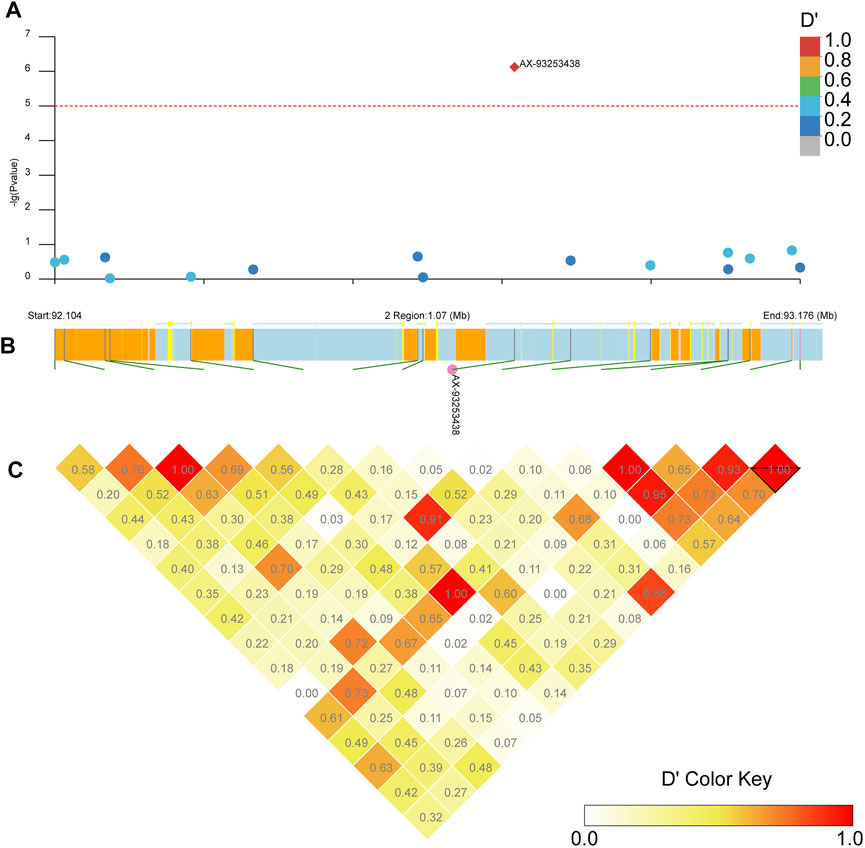 A
7
6
5
4
3
2
1
0
-lg(Pvalue)
AX-93253438
D'
1.0
0.8
0.6
0.4
0.2
0.0
Start:92.104 2 Region:1.07 (Mb) End:93.176 (Mb)
B
AX-93253438
C
0.58 0.76 1.00 0.69 0.56 0.28 0.16 0.05 0.02 0.10 0.06 1.00 0.65 0.93 1.00
0.20 0.52 0.63 0.51 0.49 0.43 0.15 0.52 0.29 0.11 0.10 0.95 0.73 0.70
0.44 0.43 0.30 0.38 0.03 0.17 0.91 0.23 0.20 0.68 0.00 0.73 0.64
0.18 0.38 0.46 0.17 0.30 0.12 0.08 0.21 0.09 0.31 0.06 0.57
0.40 0.13 0.70 0.29 0.48 0.57 0.41 0.11 0.22 0.31 0.16
0.35 0.23 0.19 0.19 0.38 1.00 0.60 0.00 0.21 0.86
0.42 0.21 0.14 0.09 0.65 0.02 0.25 0.21 0.08
0.22 0.20 0.72 0.67 0.02 0.45 0.19 0.29
0.18 0.19 0.27 0.11 0.14 0.43 0.35
0.00 0.73 0.48 0.07 0.10 0.14
0.61 0.25 0.11 0.15 0.05
0.49 0.45 0.26 0.07
0.63 0.39 0.48
0.42 0.27
0.32
D' Color Key
0.0 1.0